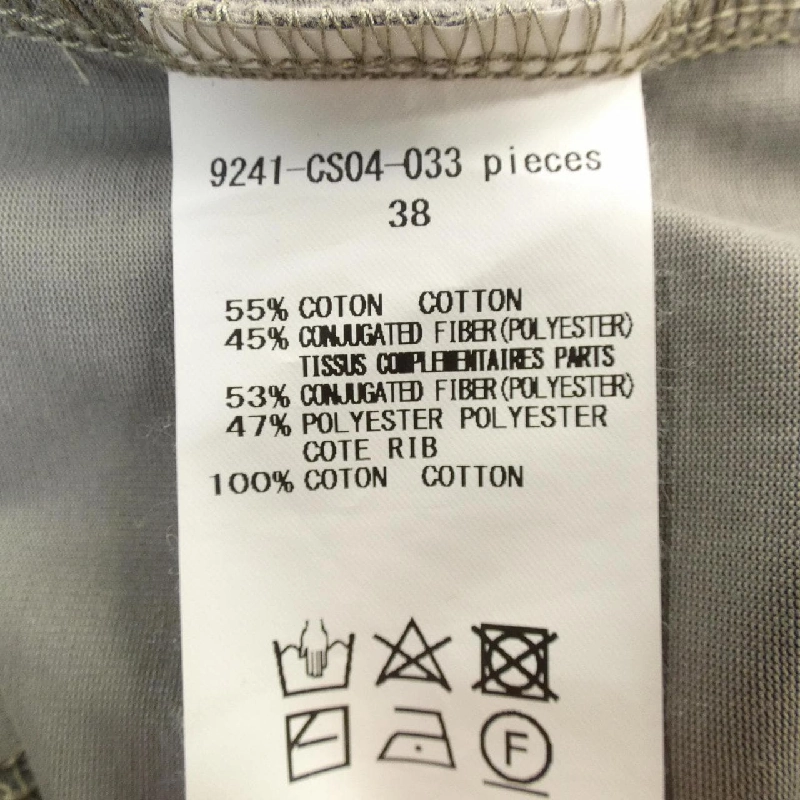 9241-CS04-033 pieces
38
55% COTON COTTON
45% CONJUGATED FIBER(POLYESTER)
TISSUS COMPLEMENTAIRES PARTS
53% CONJUGATED FIBER(POLYESTER)
47% POLYESTER POLYESTER
COTE RIB
100% COTON COTTON
F